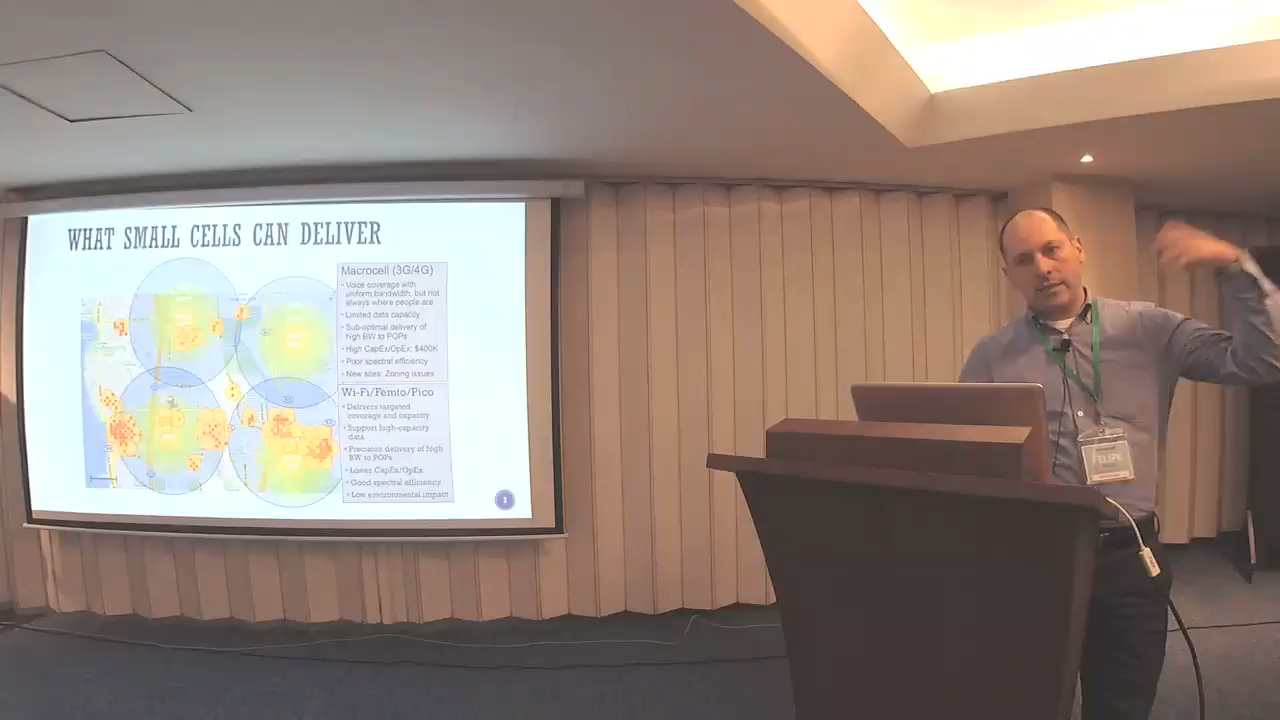 WHAT SMALL CELLS CAN DELIVER
Macrocell (3G/4G)
• Voice coverage with
uniform bandwidth, but not
always where people are
• Limited data capacity
• Sub-optimal delivery of
high BW to POPs
• High CapEx/OpEx: $400K
• Poor spectral efficiency
• New sites: Zoning issues
Wi-Fi/Femto/Pico
• Delivers targeted
coverage and capacity
• Support high-capacity
data
• Precision delivery of high
BW to POPs
• Lower CapEx/OpEx
• Good spectral efficiency
• Low environmental impact
3
FELIPE